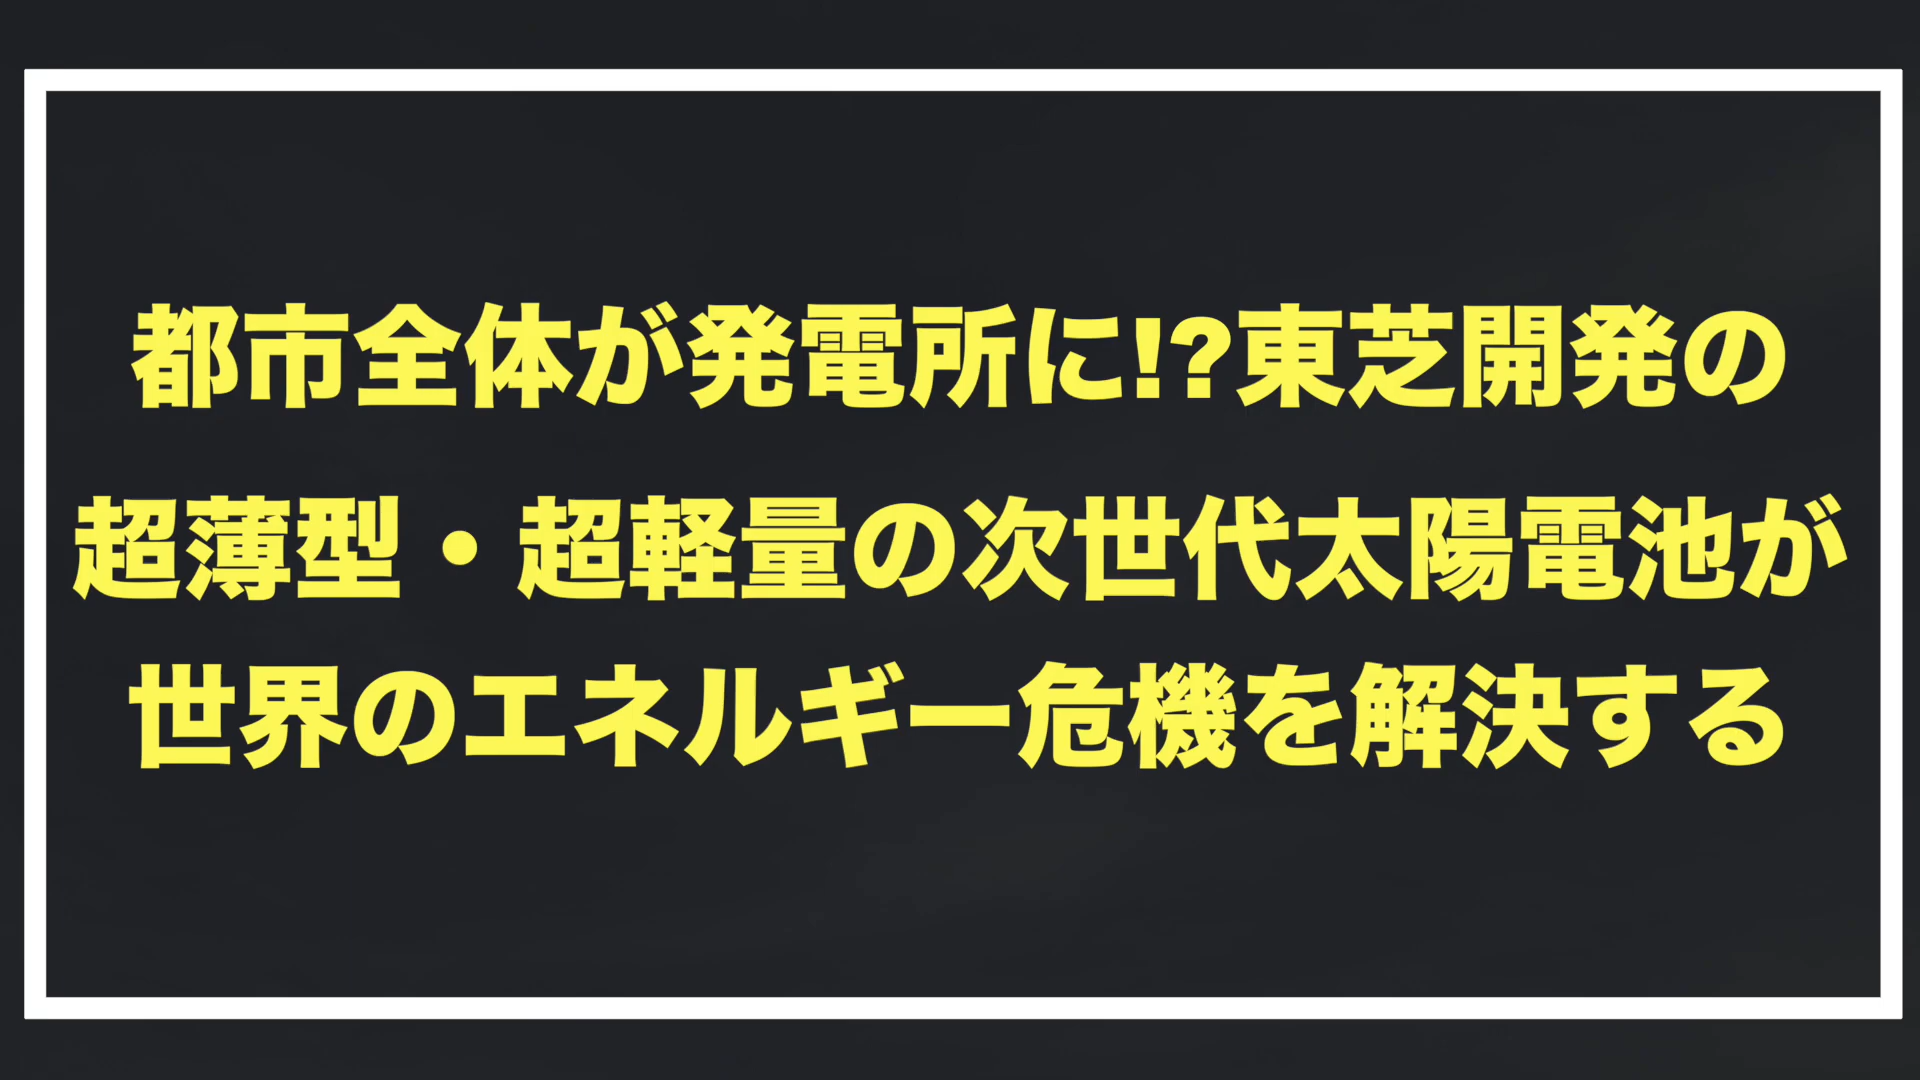 都市全体が発電所に!?東芝開発の
超薄型・超軽量の次世代太陽電池が
世界のエネルギー危機を解決する